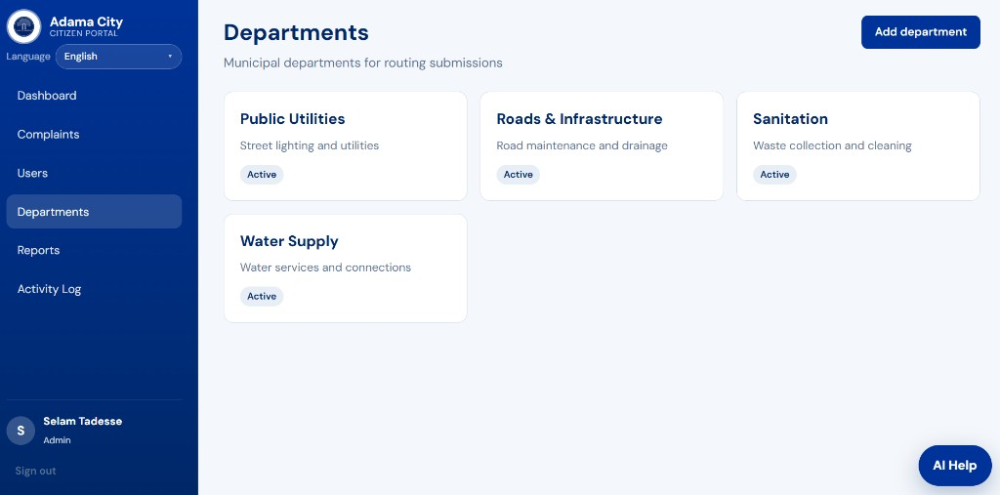 Adama City
CITIZEN PORTAL
Language
English
Dashboard
Complaints
Users
Departments
Reports
Activity Log
S
Selam Tadesse
Admin
Sign out
Departments
Add department
Municipal departments for routing submissions
Public Utilities
Street lighting and utilities
Active
Roads & Infrastructure
Road maintenance and drainage
Active
Sanitation
Waste collection and cleaning
Active
Water Supply
Water services and connections
Active
AI Help